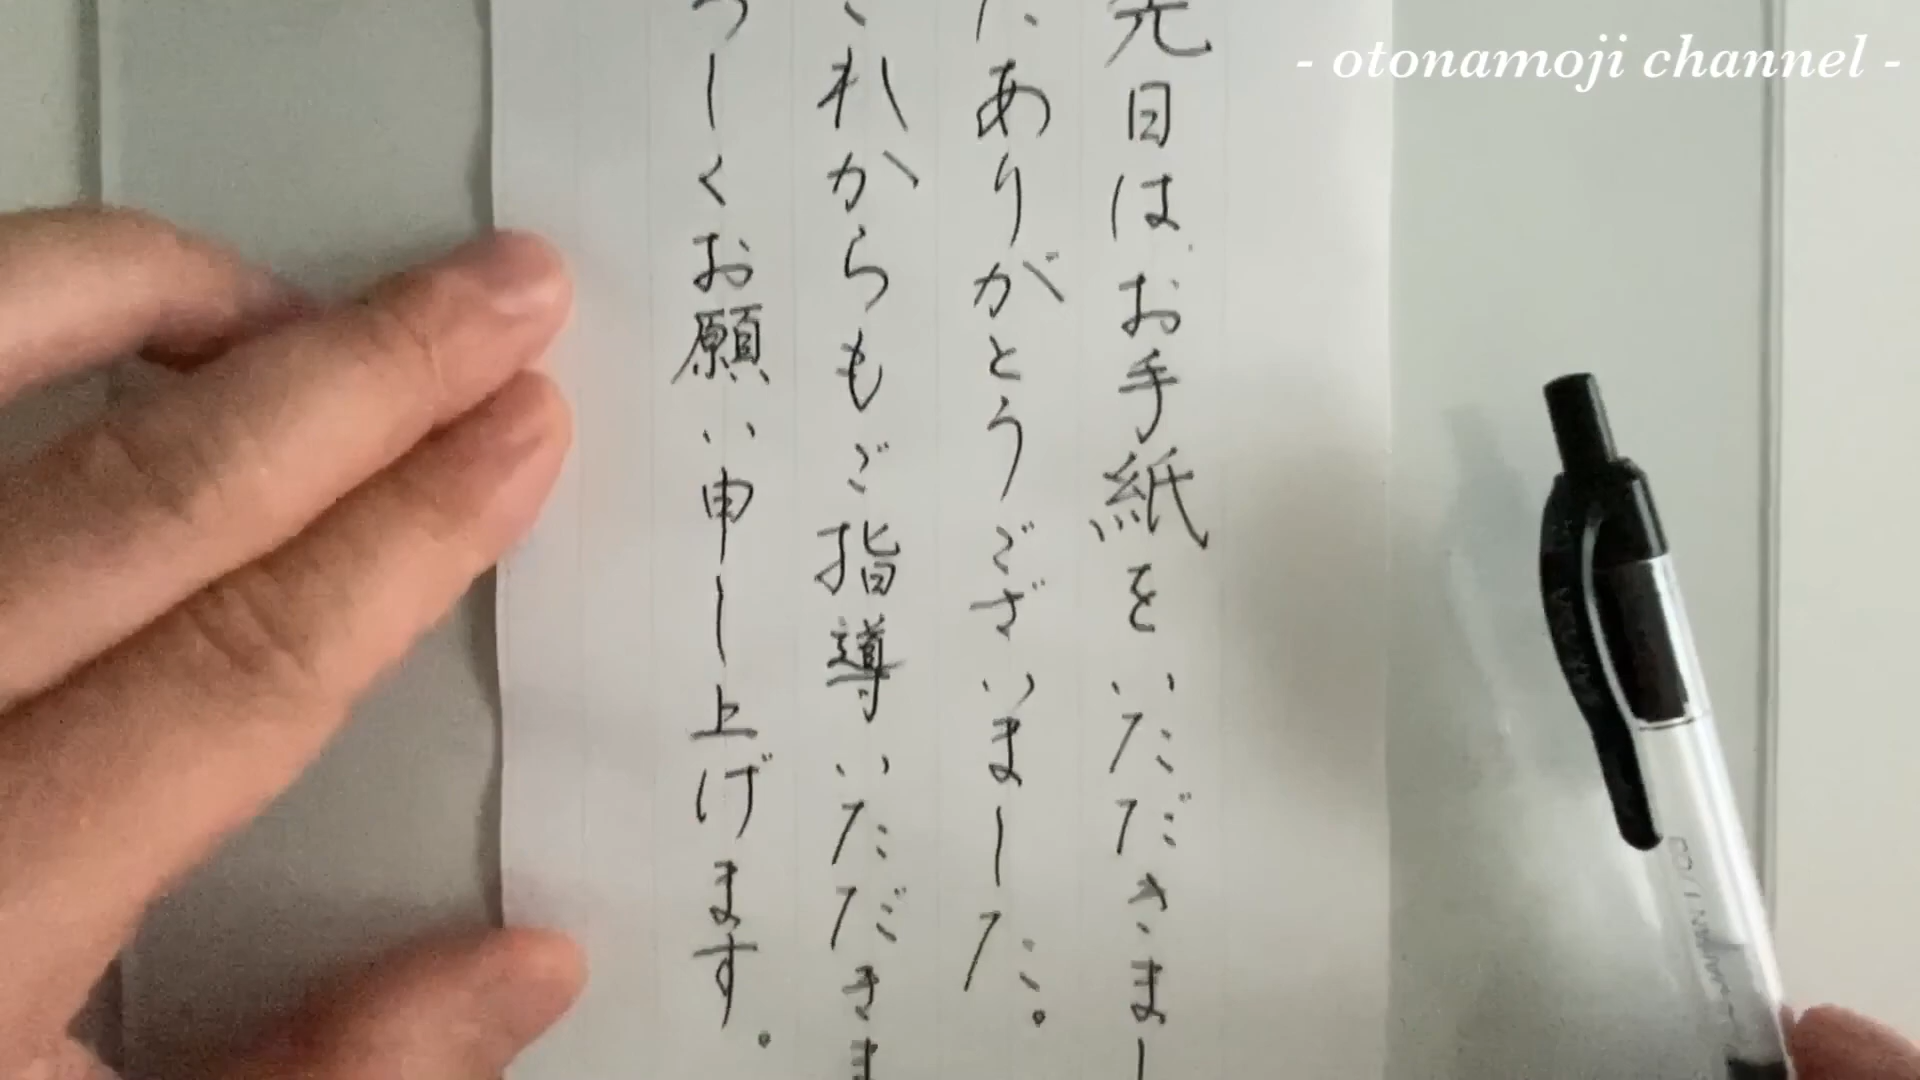 - otonamoji channel -
先日はお手紙をいただきまし
たありがとうございました。
これからもご指導いただきま
ろしくお願い申し上げます。